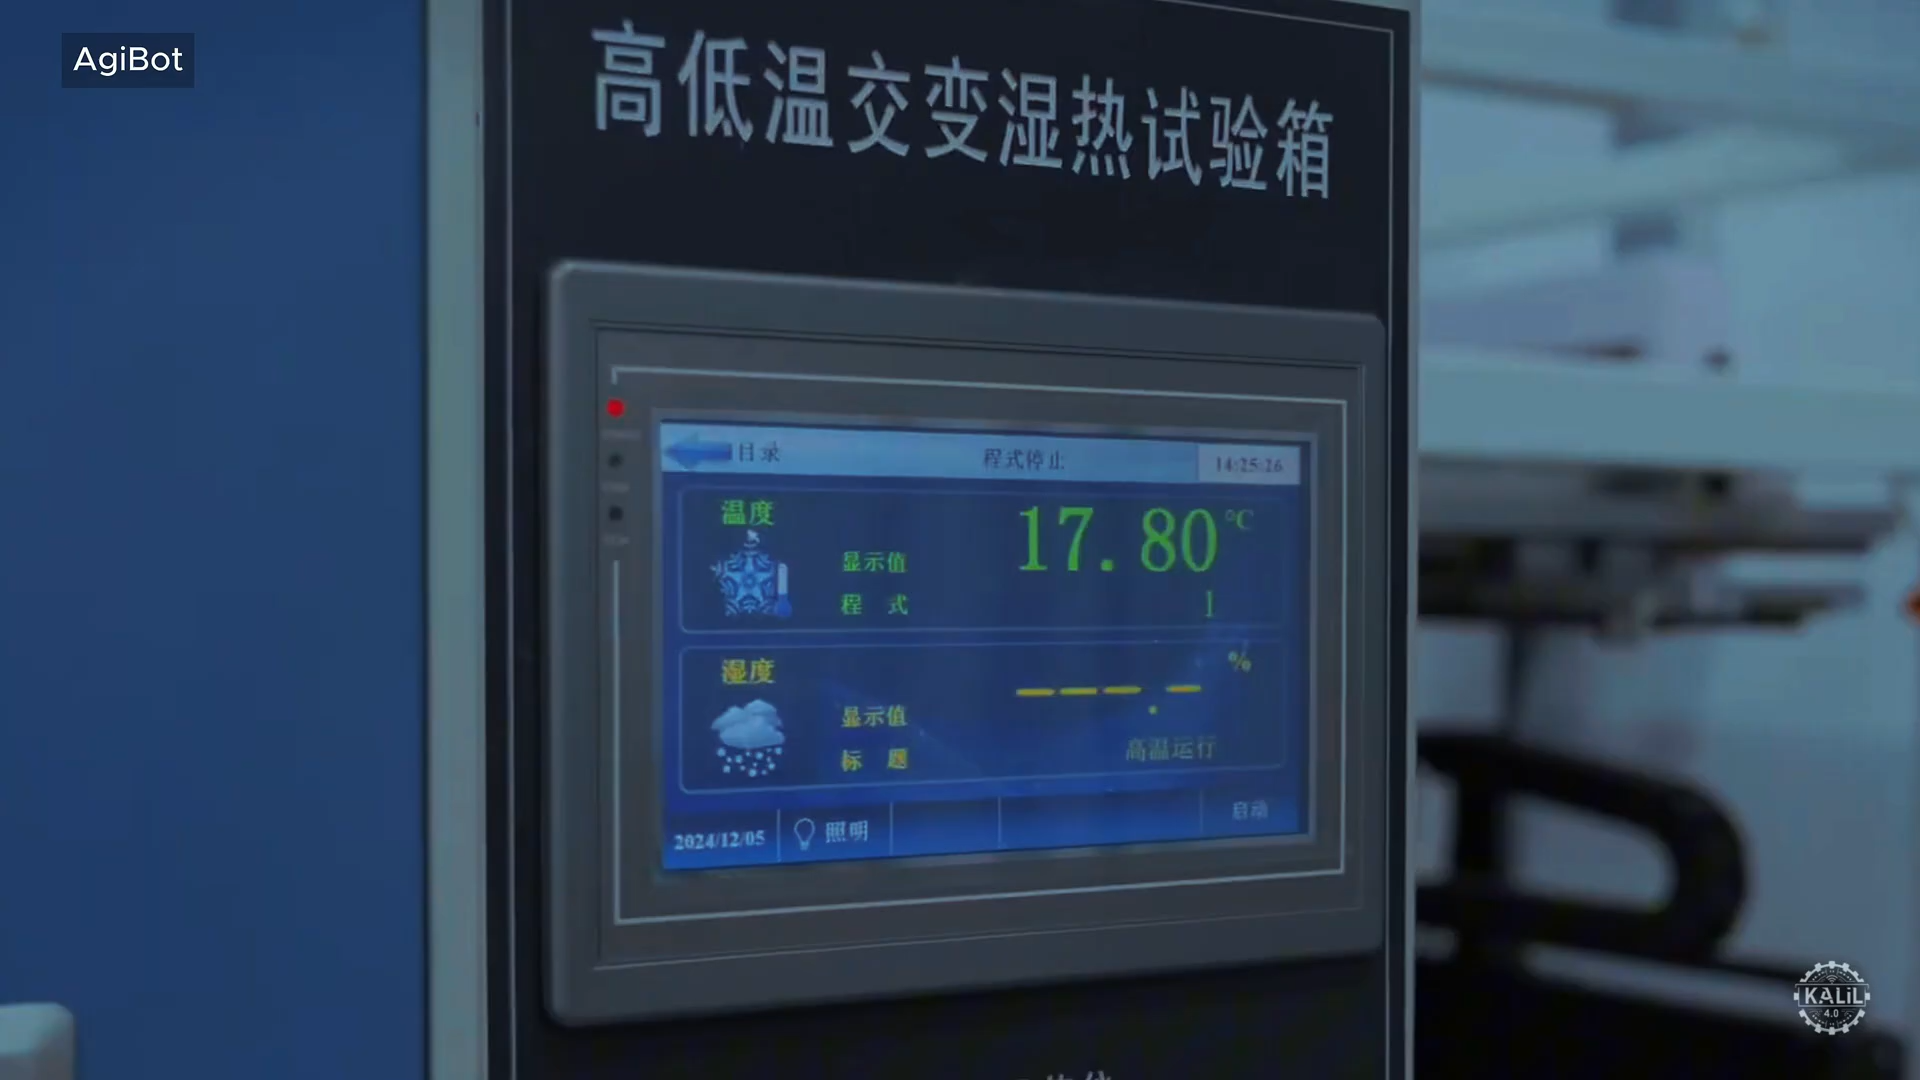 AgiBot
高低温交变湿热试验箱
目录 程式停止 14:25:26
温度
17.80 °C
显示值
程 式 1
湿度 %
显示值 ---.-
标 题 高温运行
2024/12/05 照明 启动
KALiL
4.0